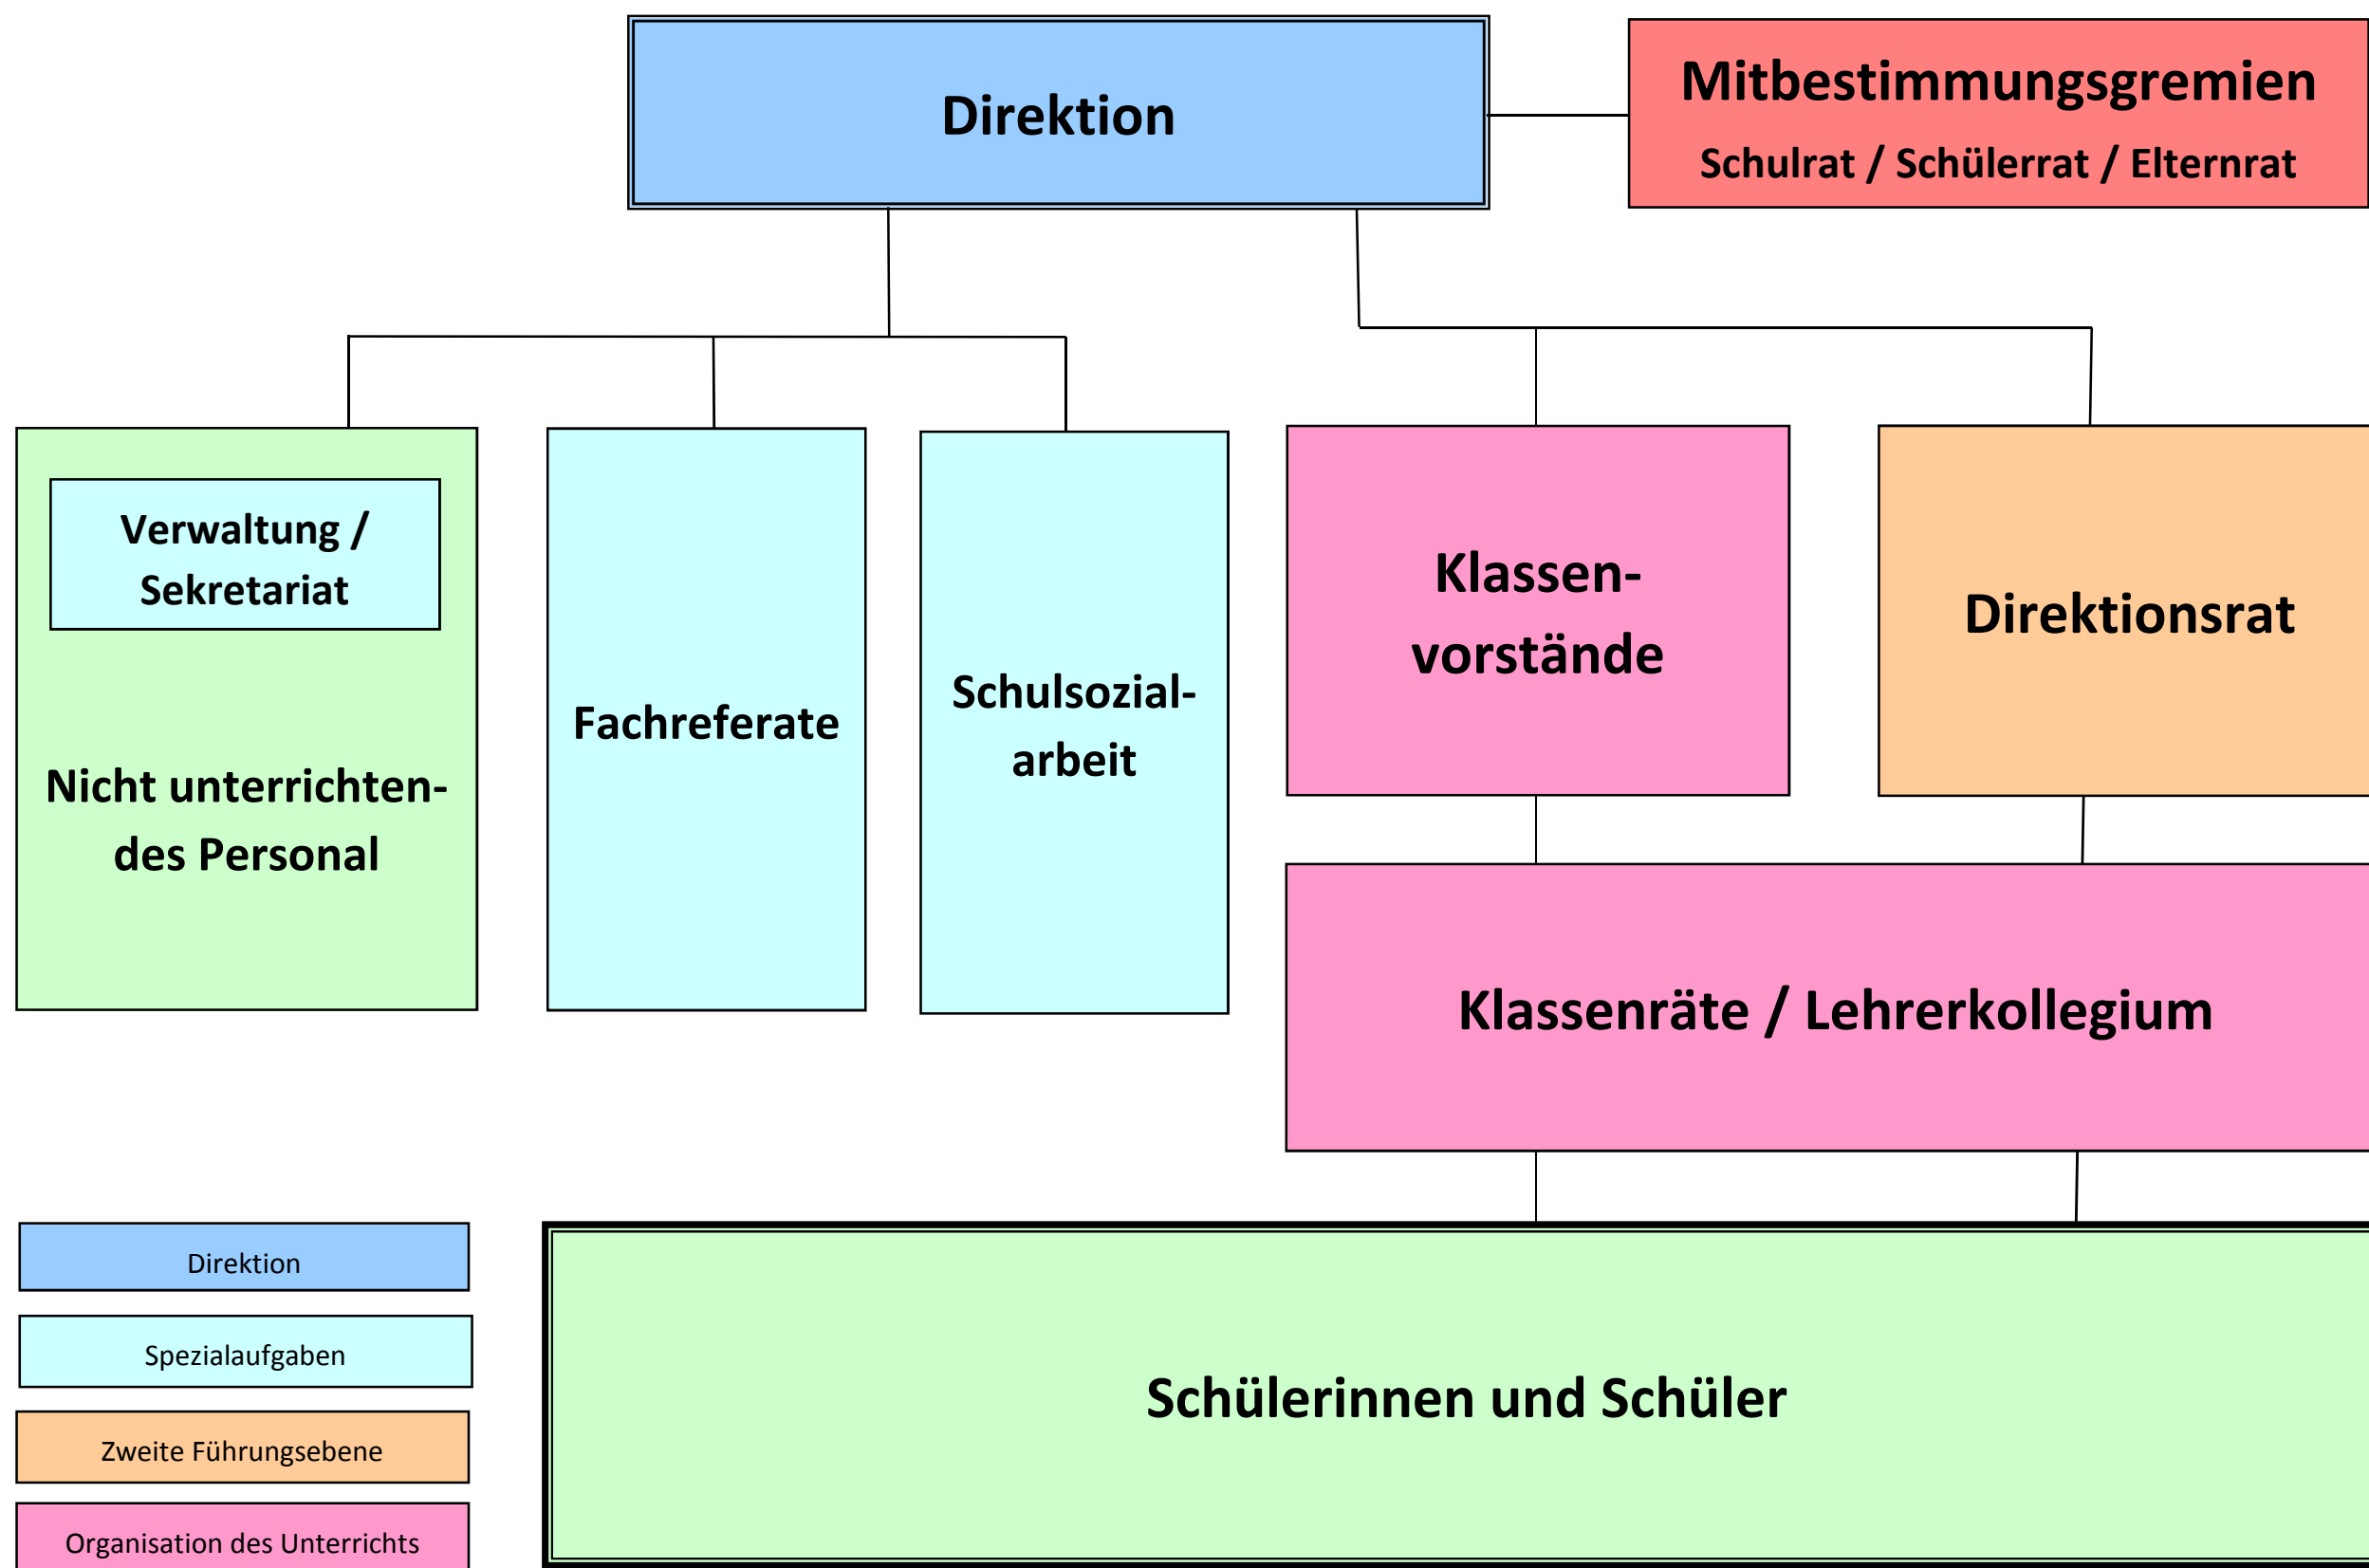 Direktion
Mitbestimmungsgremien
Schulrat / Schülerrat / Elternrat
Verwaltung /
Sekretariat
Nicht unterrichten-
des Personal
Fachreferate
Schulsozial-
arbeit
Klassen-
vorstände
Direktionsrat
Klassenräte / Lehrerkollegium
Schülerinnen und Schüler
Direktion
Spezialaufgaben
Zweite Führungsebene
Organisation des Unterrichts